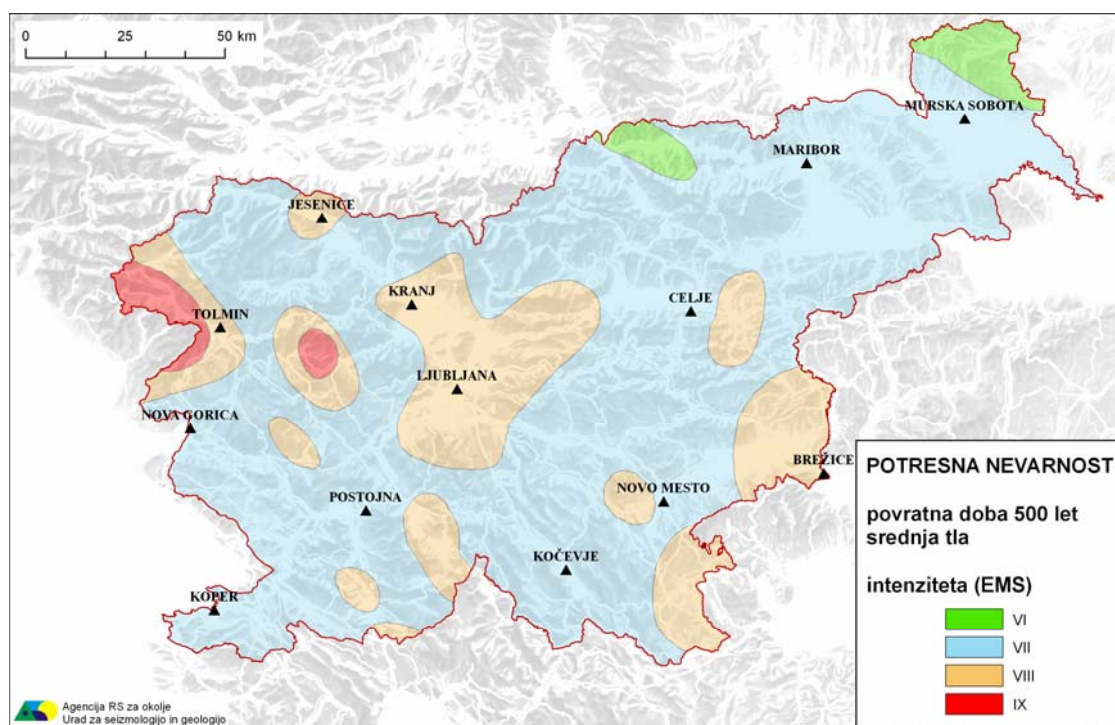 0 25 50 km
MURSKA SOBOTA
MARIBOR
JESENICE
KRANJ
CELJE
TOLMIN
LJUBLJANA
NOVA GORICA
BREŽICE
NOVO MESTO
POSTOJNA
KOČEVJE
KOPER
POTRESNA NEVARNOST
povratna doba 500 let
srednja tla
intenziteta (EMS)
VI
VII
VIII
IX
Agencija RS za okolje
Urad za seizmologijo in geologijo